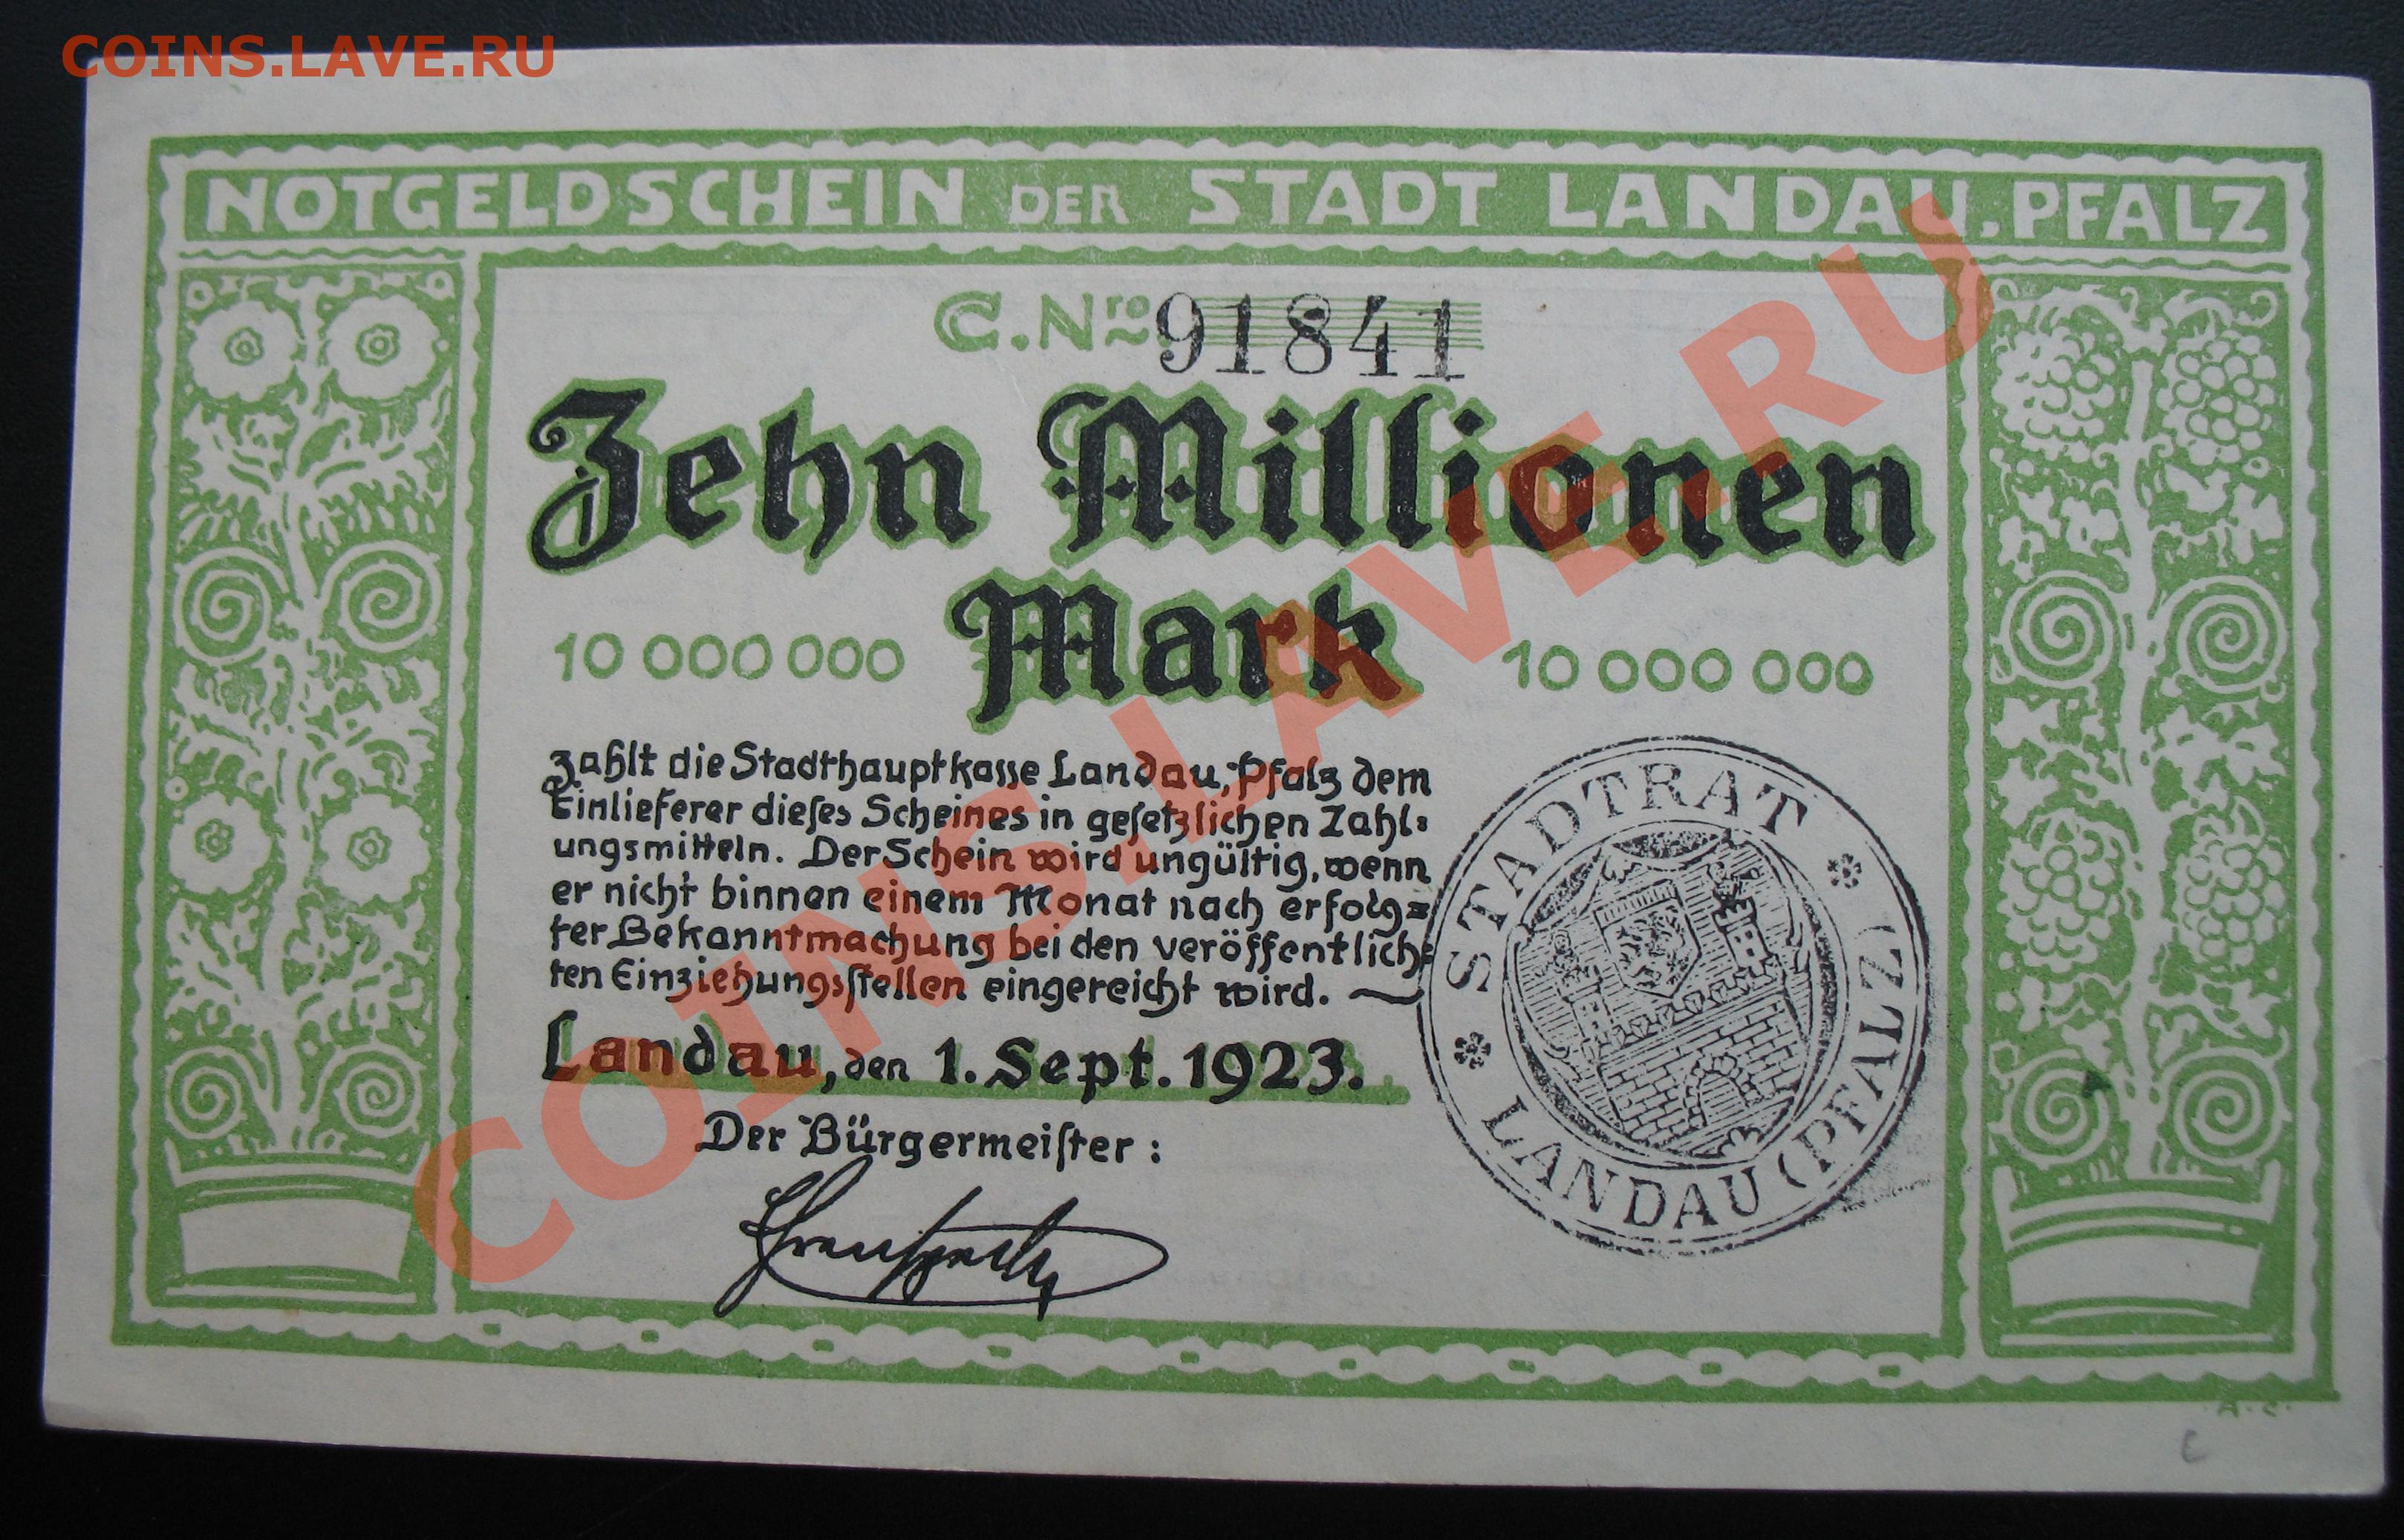 COINS.LAVE.RU
NOTGELDSCHEIN DER STADT LANDAU, PFALZ
C. Nro 91841
Zehn Millionen
Mark
10 000 000
10 000 000
zahlt die Stadthauptkasse Landau, Pfalz dem
Einlieferer dieſes Scheines in geſetzlichen Zahl=
ungsmitteln. Der Schein wird ungültig, wenn
er nicht binnen einem Monat nach erfolg=
ter Bekanntmachung bei den veröffentlich=
ten Einziehungsſtellen eingereicht wird.
Landau, den 1. Sept. 1923.
Der Bürgermeiſter:
STADTRAT
LANDAU (PFALZ)
A. C.
COINS.LAVE.RU